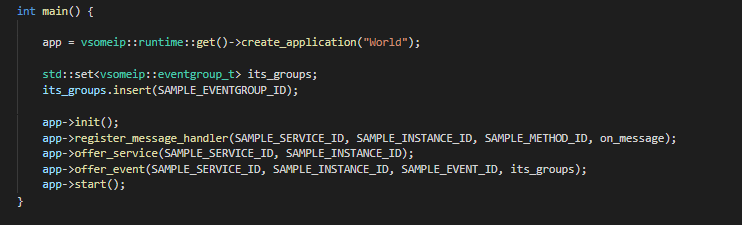 int main() {
app = vsomeip::runtime::get()->create_application("World");
std::set<vsomeip::eventgroup_t> its_groups;
its_groups.insert(SAMPLE_EVENTGROUP_ID);
app->init();
app->register_message_handler(SAMPLE_SERVICE_ID, SAMPLE_INSTANCE_ID, SAMPLE_METHOD_ID, on_message);
app->offer_service(SAMPLE_SERVICE_ID, SAMPLE_INSTANCE_ID);
app->offer_event(SAMPLE_SERVICE_ID, SAMPLE_INSTANCE_ID, SAMPLE_EVENT_ID, its_groups);
app->start();
}